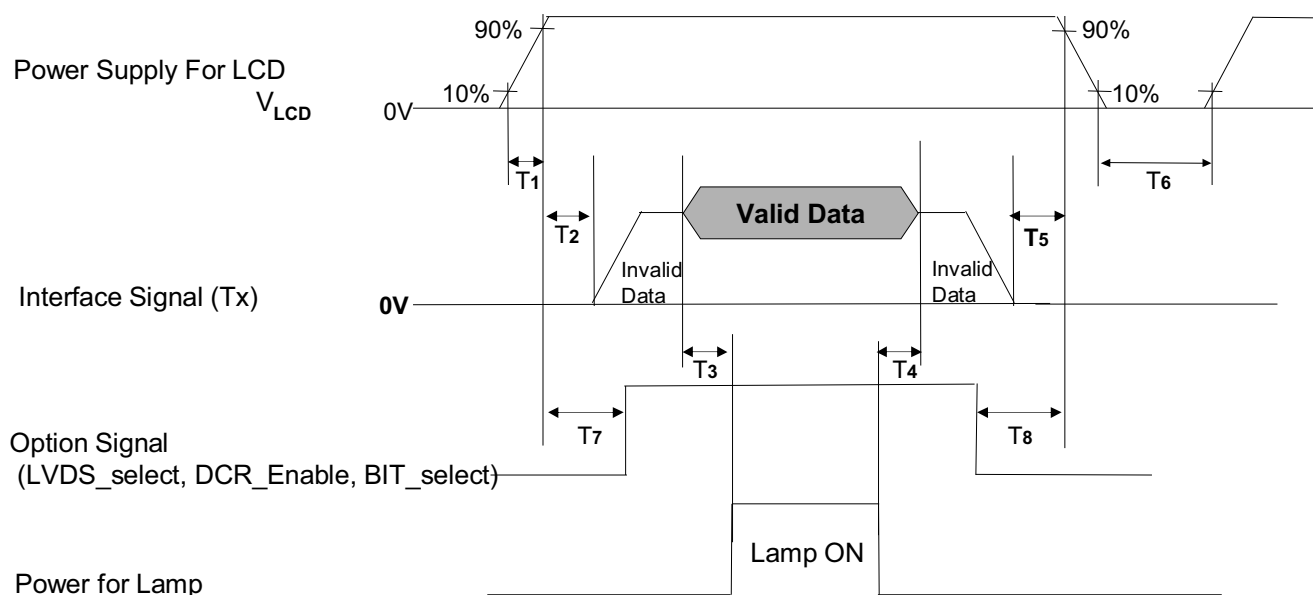 90%
90%
Power Supply For LCD
VLCD
10%
10%
0V
T1
T6
Valid Data
T2
T5
Invalid
Data
Invalid
Data
Interface Signal (Tx)
0V
T3
T4
T7
T8
Option Signal
(LVDS_select, DCR_Enable, BIT_select)
Lamp ON
Power for Lamp